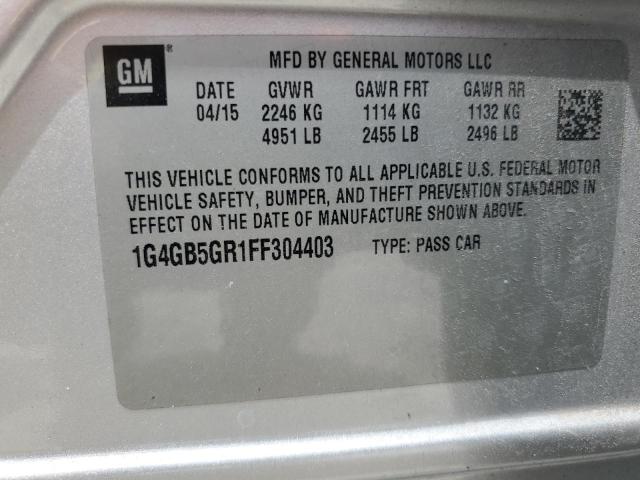 GM ® MFD BY GENERAL MOTORS LLC
DATE GVWR GAWR FRT GAWR RR
04/15 2246 KG 1114 KG 1132 KG
4951 LB 2455 LB 2496 LB
THIS VEHICLE CONFORMS TO ALL APPLICABLE U.S. FEDERAL MOTOR
VEHICLE SAFETY, BUMPER, AND THEFT PREVENTION STANDARDS IN
EFFECT ON THE DATE OF MANUFACTURE SHOWN ABOVE.
1G4GB5GR1FF304403 TYPE: PASS CAR